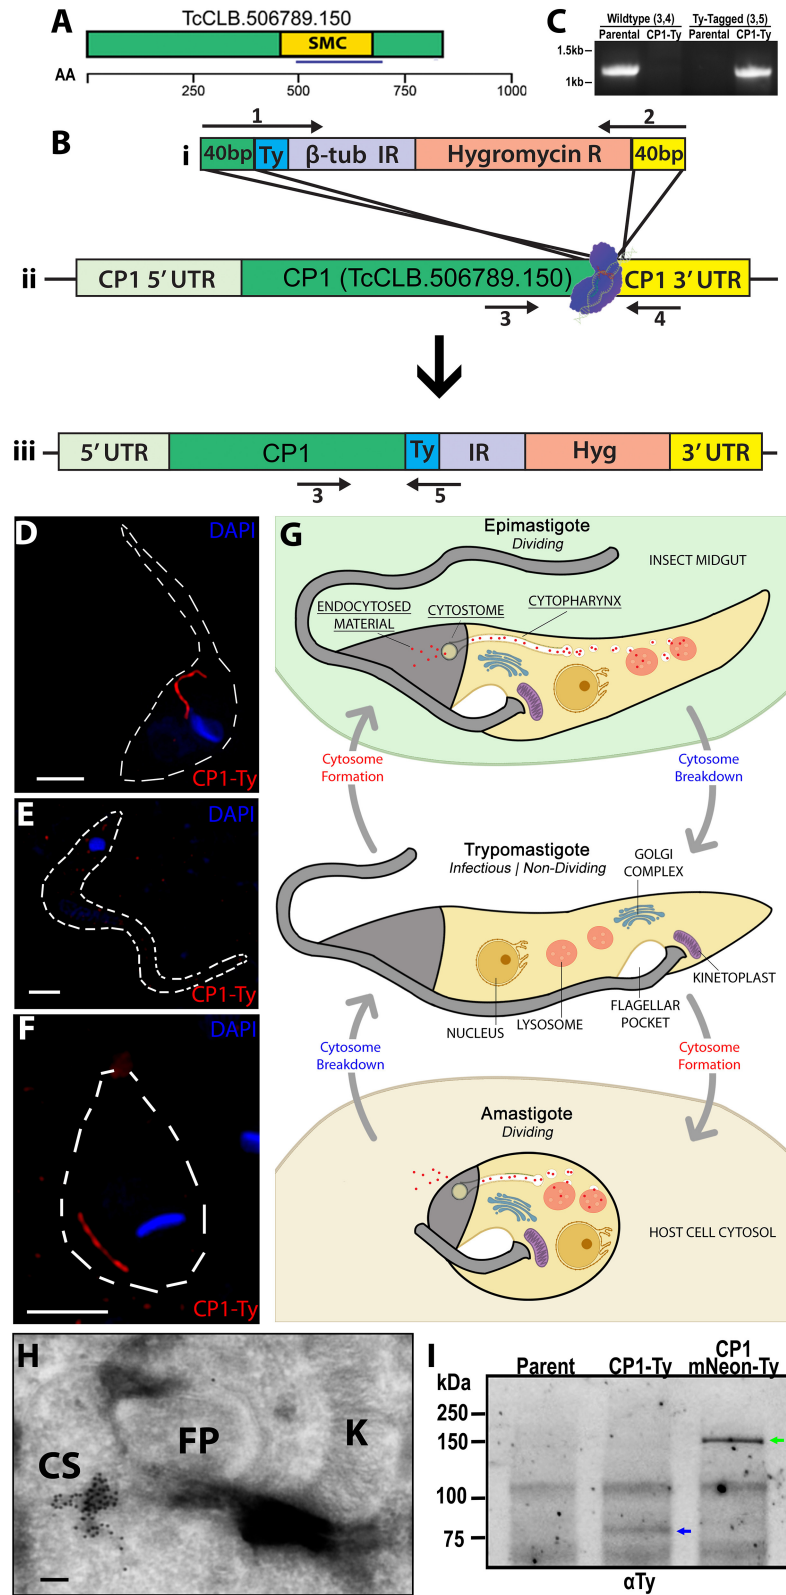 A
TcCLB.506789.150
SMC
AA
250 500 750 1000
C
Wildtype (3,4) Ty-Tagged (3,5)
Parental CP1-Ty Parental CP1-Ty
1.5kb
1kb
B
1 2
i 40bp Ty β-tub IR Hygromycin R 40bp
ii CP1 5' UTR CP1 (TcCLB.506789.150) CP1 3' UTR
3 4
iii 5' UTR CP1 Ty IR Hyg 3' UTR
3 5
D DAPI
CP1-Ty
E DAPI
CP1-Ty
F DAPI
CP1-Ty
G
Epimastigote
Dividing
INSECT MIDGUT
ENDOCYTOSED
MATERIAL
CYTOSTOME
CYTOPHARYNX
Cytosome
Formation
Cytosome
Breakdown
Trypomastigote
Infectious | Non-Dividing
GOLGI
COMPLEX
NUCLEUS
LYSOSOME
FLAGELLAR
POCKET
KINETOPLAST
Cytosome
Breakdown
Cytosome
Formation
Amastigote
Dividing
HOST CELL CYTOSOL
H
FP
K
CS
I
Parent CP1-Ty
CP1
mNeon-Ty
kDa
250
150
100
75
αTy